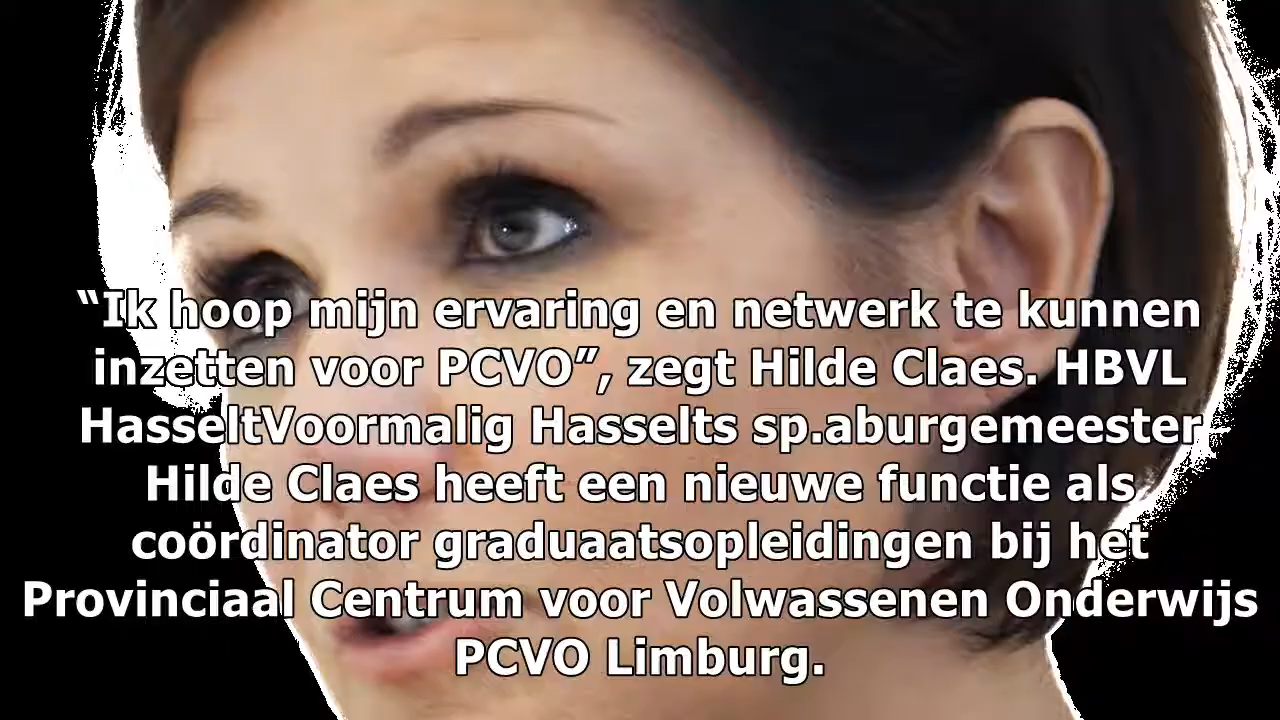 “Ik hoop mijn ervaring en netwerk te kunnen
inzetten voor PCVO”, zegt Hilde Claes. HBVL
HasseltVoormalig Hasselts sp.aburgemeester
Hilde Claes heeft een nieuwe functie als
coördinator graduaatsopleidingen bij het
Provinciaal Centrum voor Volwassenen Onderwijs
PCVO Limburg.